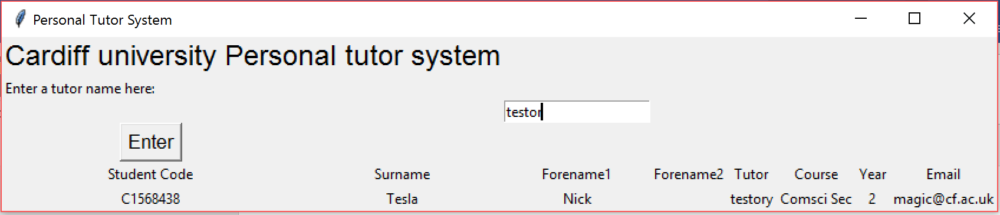 Personal Tutor System
Cardiff university Personal tutor system
Enter a tutor name here:
testor
Enter
Student Code Surname Forename1 Forename2 Tutor Course Year Email
C1568438 Tesla Nick testory Comsci Sec 2 magic@cf.ac.uk